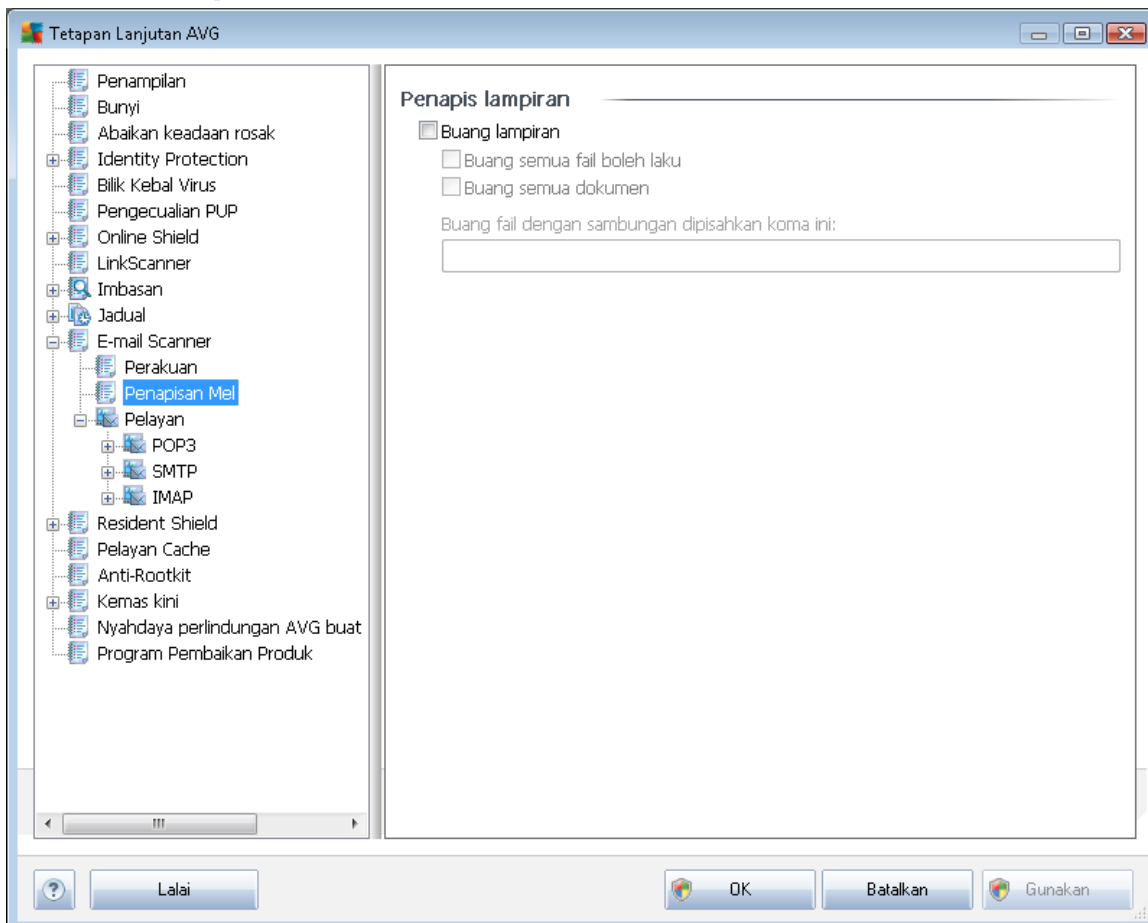 Tetapan Lanjutan AVG
Penampilan
Bunyi
Abaikan keadaan rosak
Identity Protection
Bilik Kebal Virus
Pengecualian PUP
Online Shield
LinkScanner
Imbasan
Jadual
E-mail Scanner
Perakuan
Penapisan Mel
Pelayan
POP3
SMTP
IMAP
Resident Shield
Pelayan Cache
Anti-Rootkit
Kemas kini
Nyahdaya perlindungan AVG buat
Program Pembaikan Produk
Penapis lampiran
Buang lampiran
Buang semua fail boleh laku
Buang semua dokumen
Buang fail dengan sambungan dipisahkan koma ini:
? Lalai OK Batalkan Gunakan